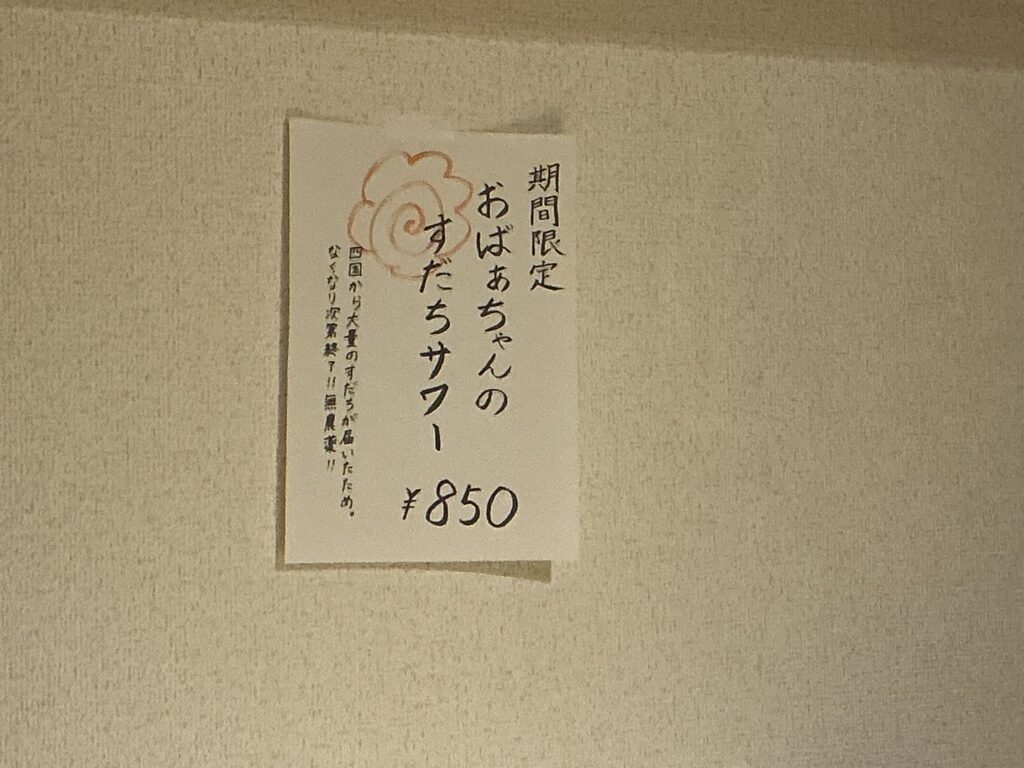 期間限定
おばぁちゃんの
すだちサワー
¥850
四国から大量のすだちが届いたため。
なくなり次第終了!!無農薬!!